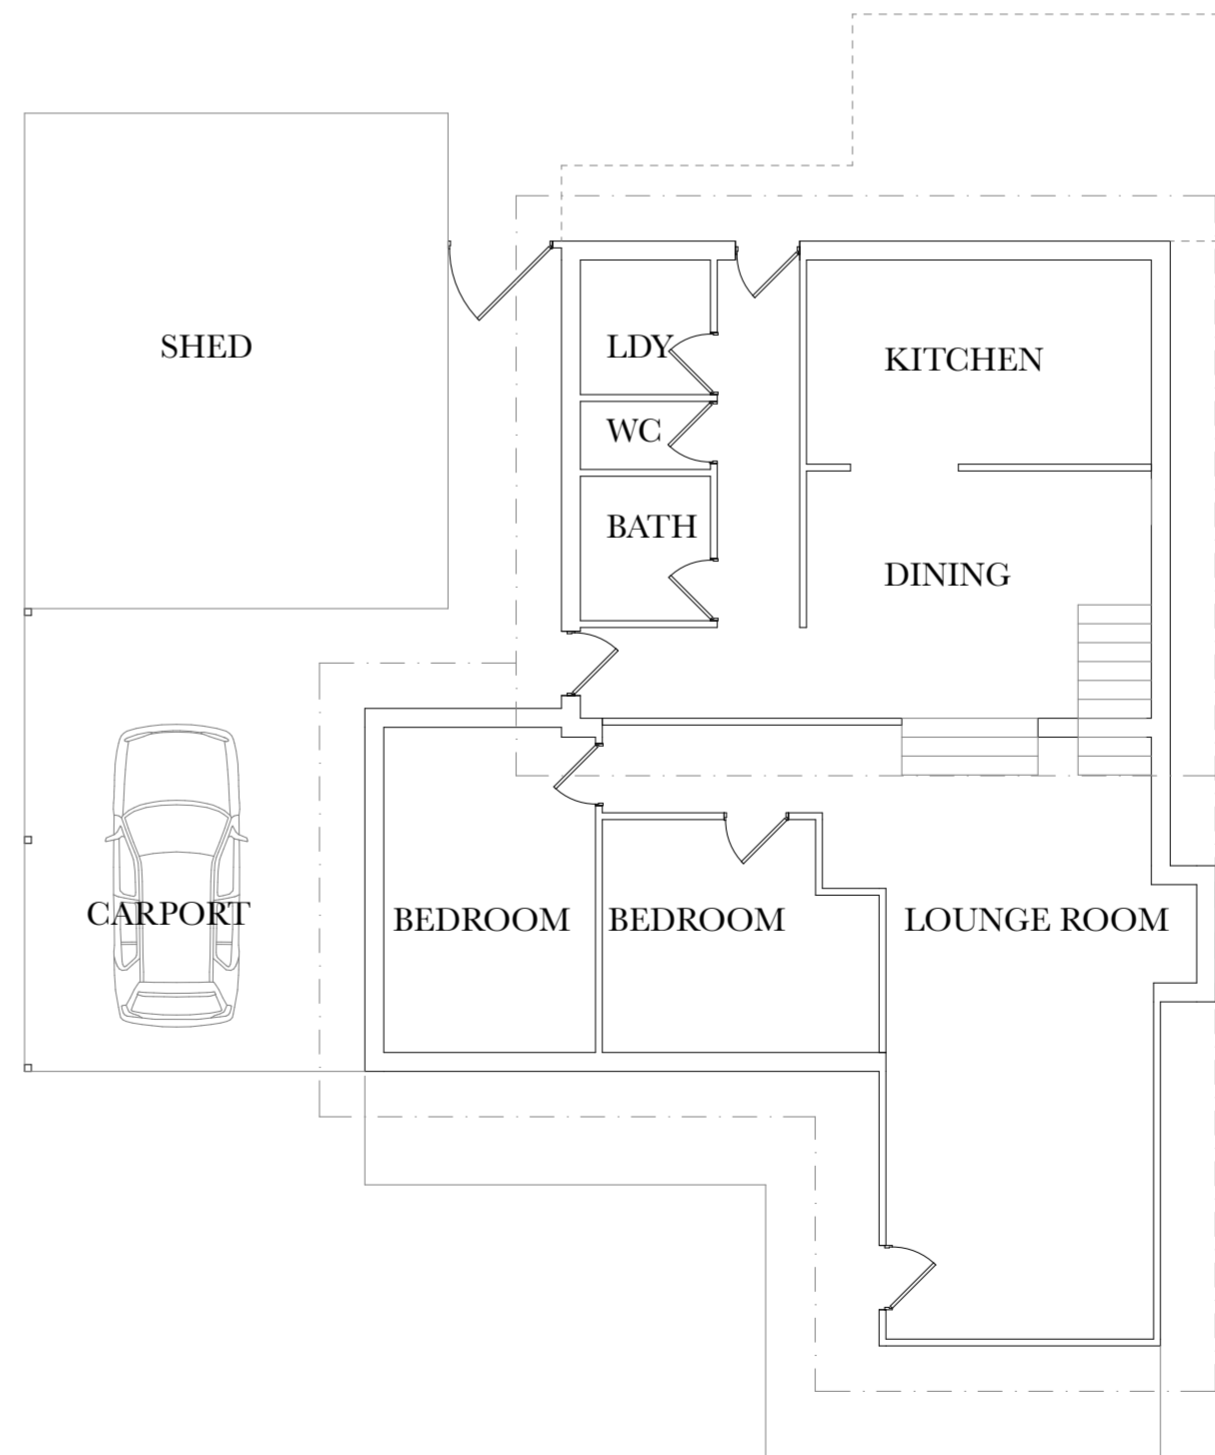 SHED
LDY
KITCHEN
WC
BATH
DINING
CARPORT
BEDROOM
BEDROOM
LOUNGE ROOM